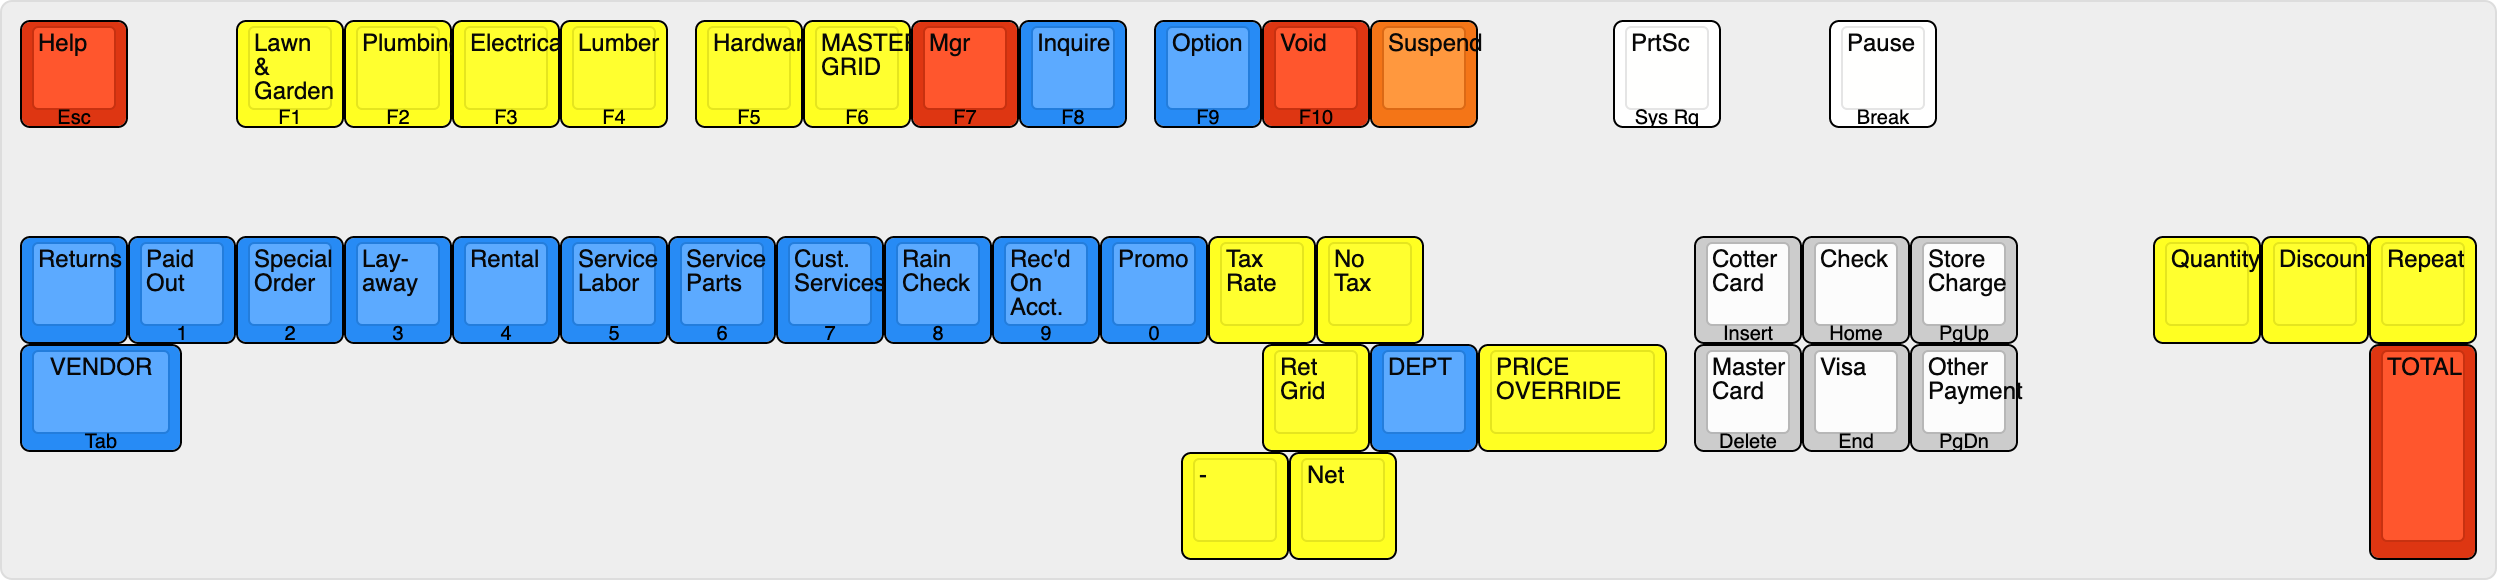 Help
Esc
Lawn
&
Garden
F1
Plumbin
F2
Electrica
F3
Lumber
F4
Hardwar
F5
MASTER
GRID
F6
Mgr
F7
Inquire
F8
Option
F9
Void
F10
Suspend
PrtSc
Sys Rq
Pause
Break
Returns
Paid
Out
1
Special
Order
2
Lay-
away
3
Rental
4
Service
Labor
5
Service
Parts
6
Cust.
Services
7
Rain
Check
8
Rec'd
On
Acct.
9
Promo
0
Tax
Rate
No
Tax
Cotter
Card
Insert
Check
Home
Store
Charge
PgUp
Quantity
Discount
Repeat
VENDOR
Tab
Ret
Grid
DEPT
PRICE
OVERRIDE
Master
Card
Delete
Visa
End
Other
Payment
PgDn
TOTAL
-
Net